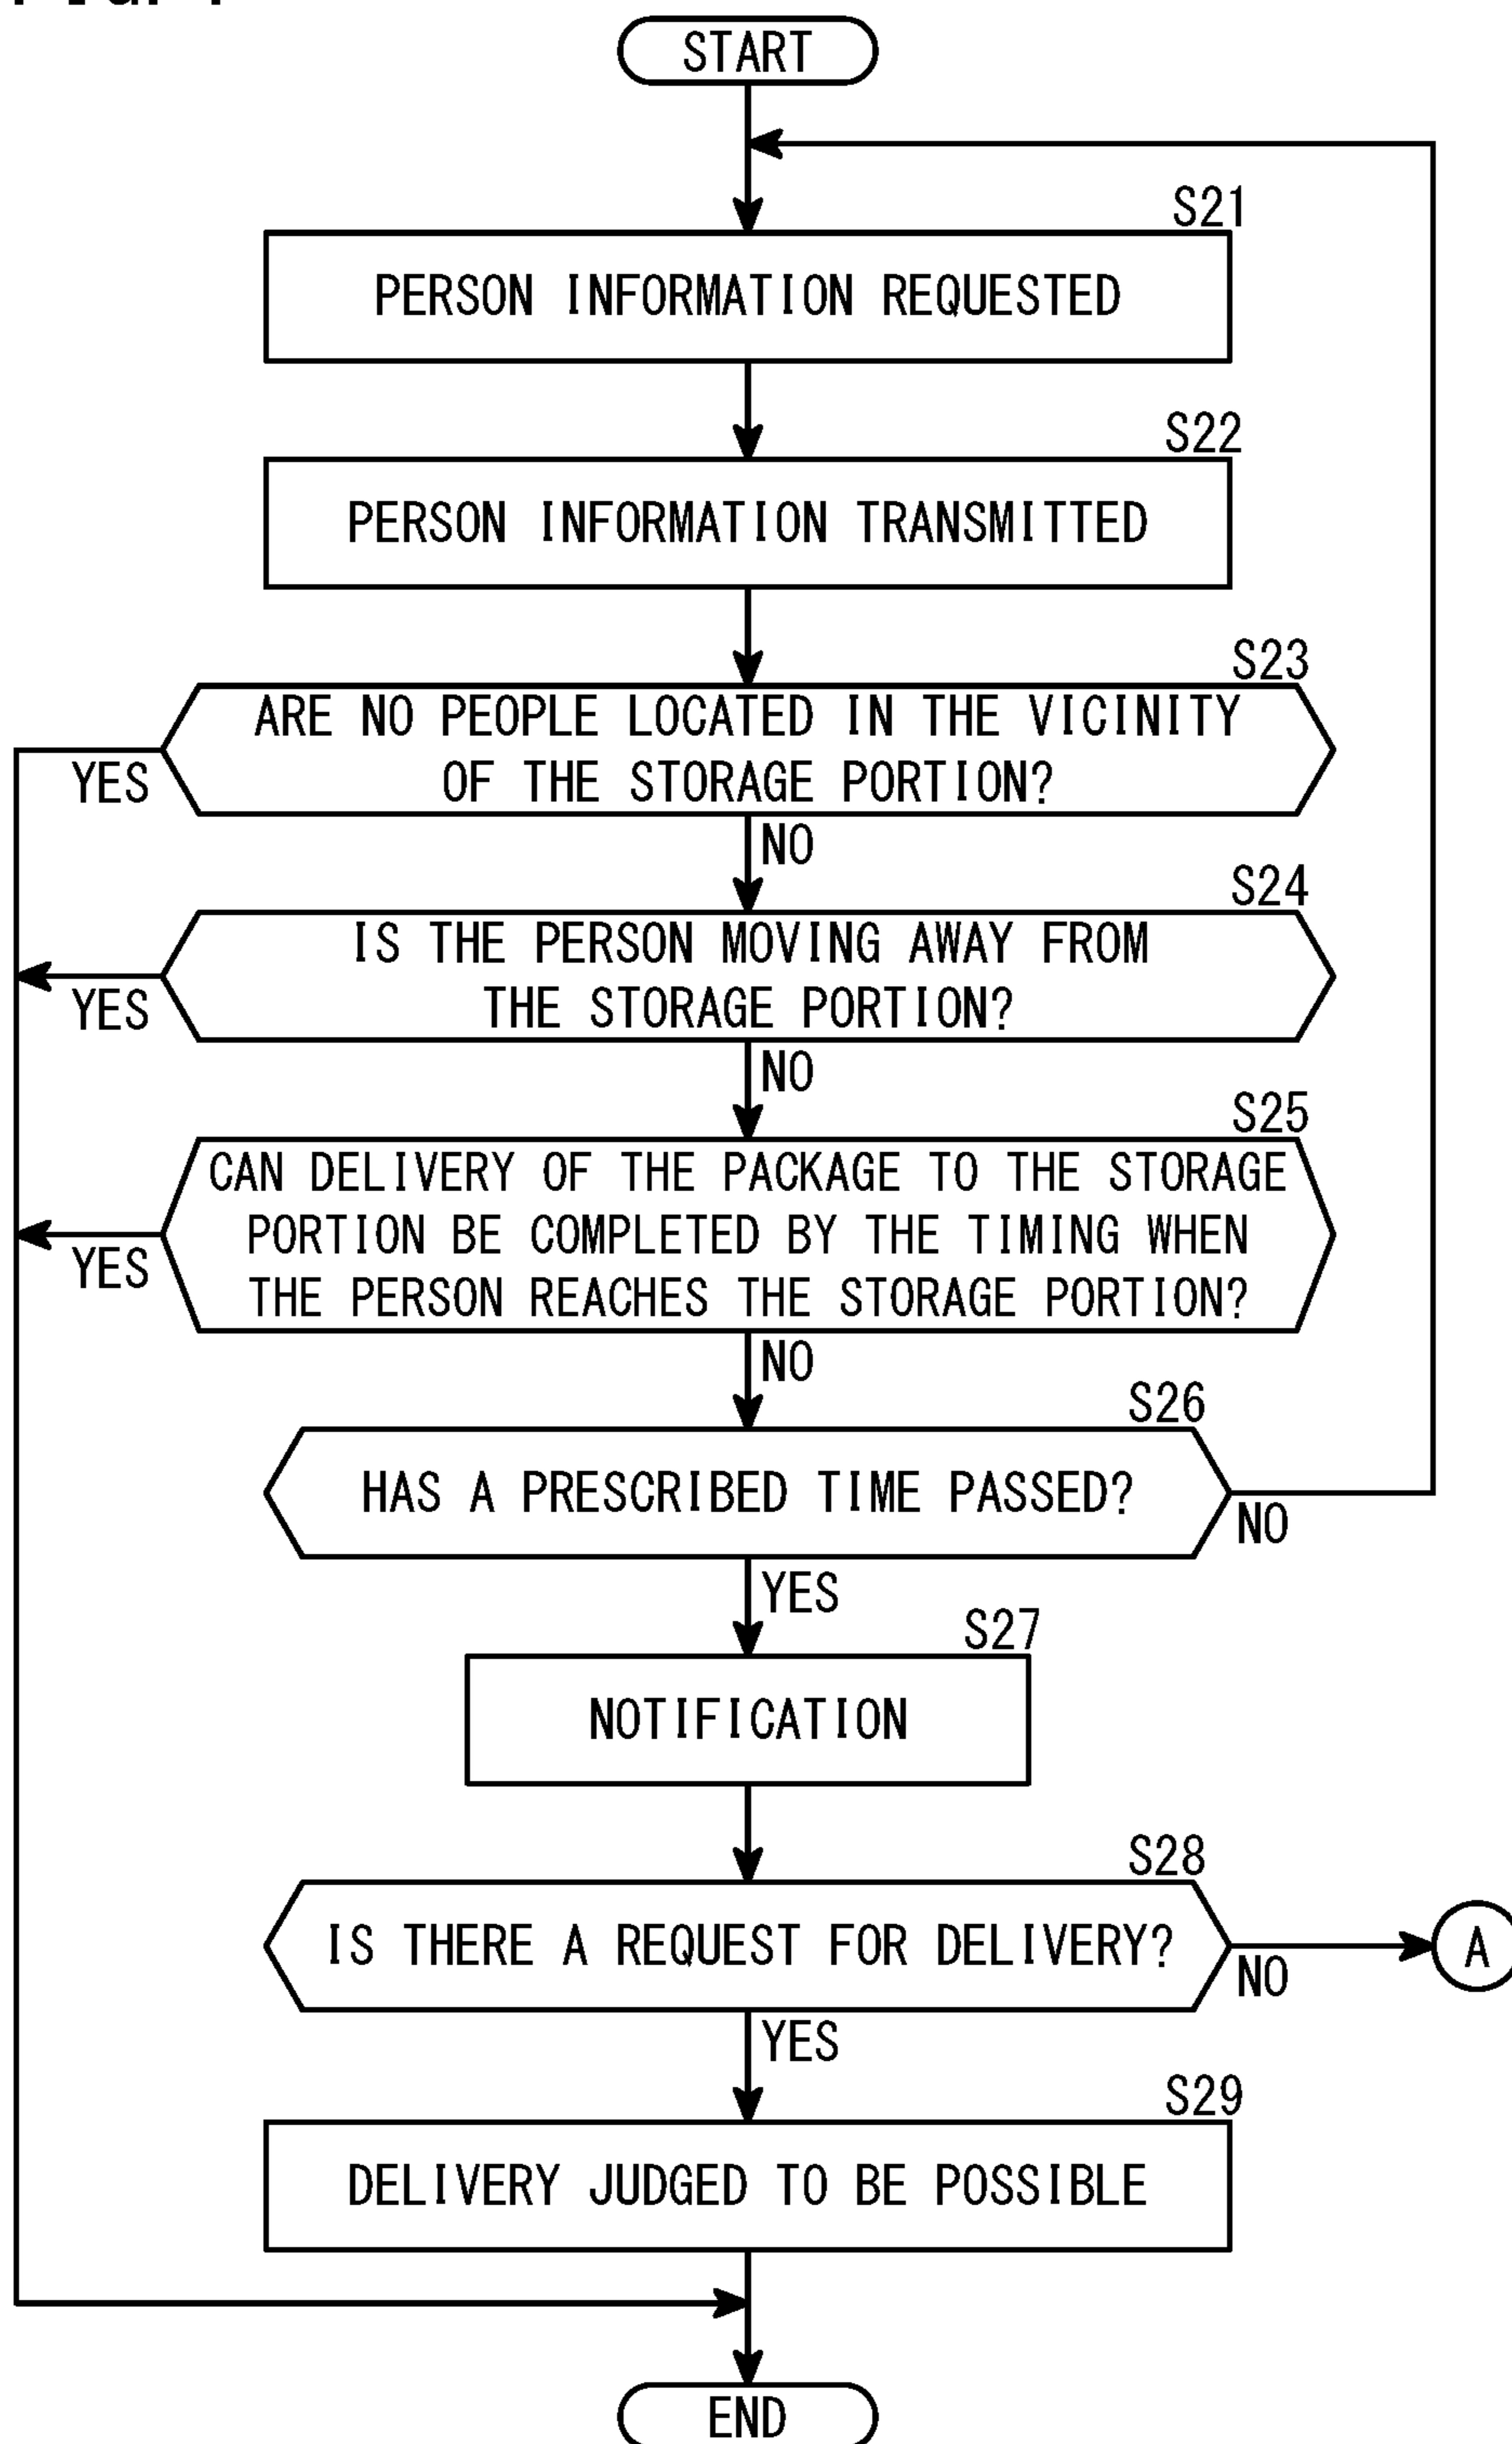 START
S21
PERSON INFORMATION REQUESTED
S22
PERSON INFORMATION TRANSMITTED
S23
ARE NO PEOPLE LOCATED IN THE VICINITY
OF THE STORAGE PORTION?
YES
NO
S24
IS THE PERSON MOVING AWAY FROM
THE STORAGE PORTION?
YES
NO
S25
CAN DELIVERY OF THE PACKAGE TO THE STORAGE
PORTION BE COMPLETED BY THE TIMING WHEN
THE PERSON REACHES THE STORAGE PORTION?
YES
NO
S26
HAS A PRESCRIBED TIME PASSED?
NO
YES
S27
NOTIFICATION
S28
IS THERE A REQUEST FOR DELIVERY?
A
NO
YES
S29
DELIVERY JUDGED TO BE POSSIBLE
END